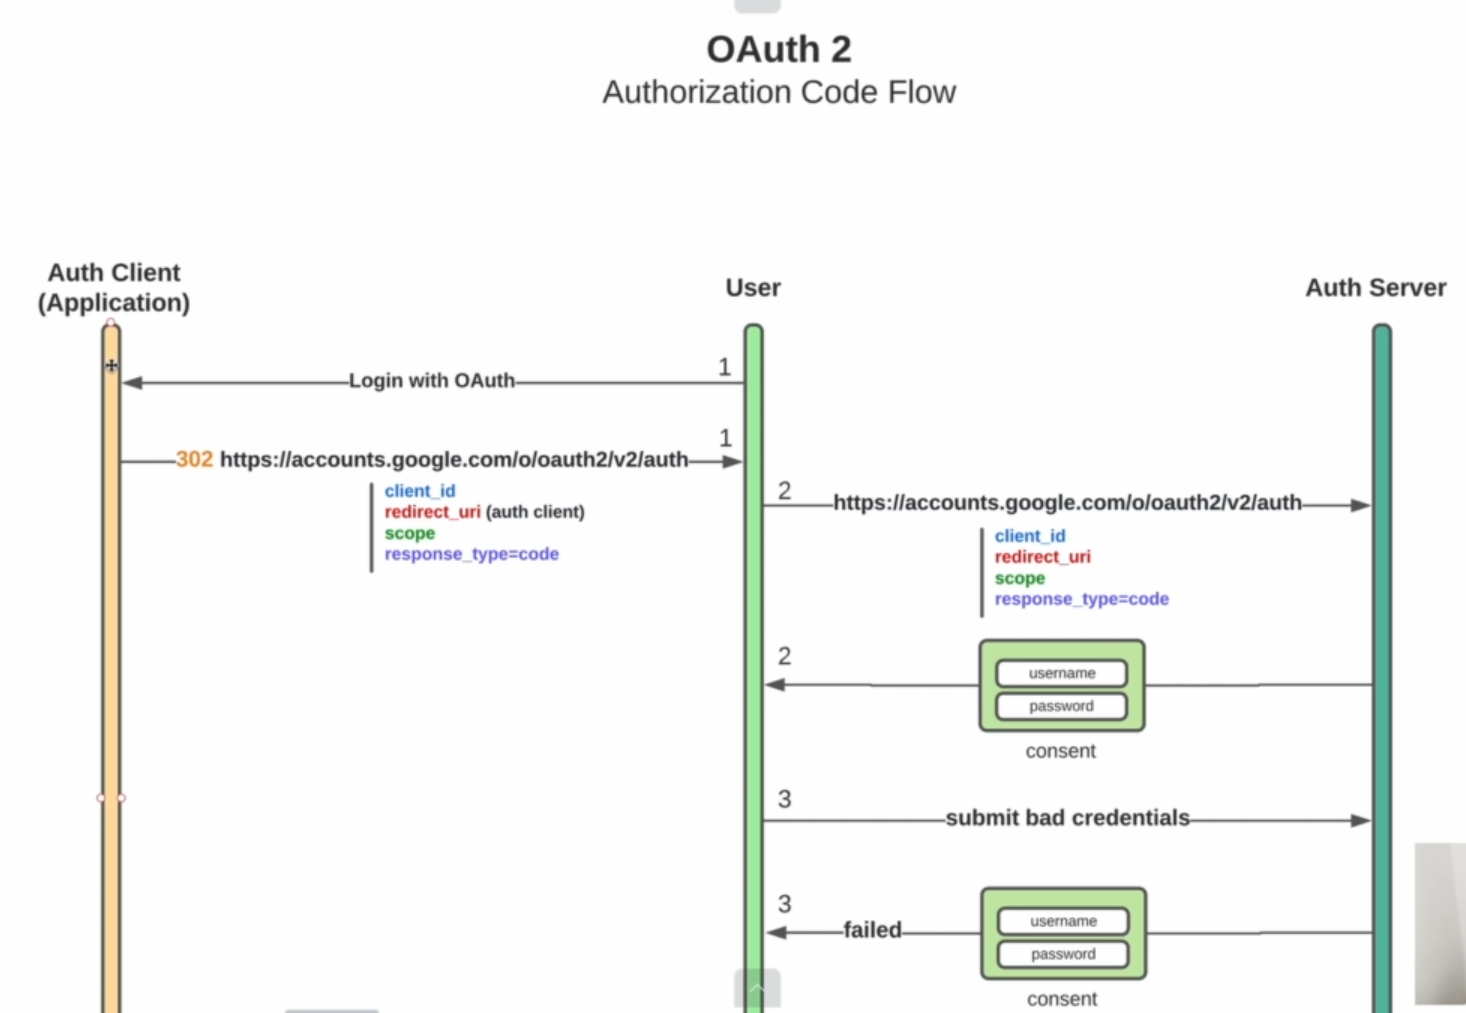 OAuth 2
Authorization Code Flow
Auth Client
(Application)
User
Auth Server
1
Login with OAuth
1
302 https://accounts.google.com/o/oauth2/v2/auth
client_id
redirect_uri (auth client)
scope
response_type=code
2
https://accounts.google.com/o/oauth2/v2/auth
client_id
redirect_uri
scope
response_type=code
2
username
password
consent
3
submit bad credentials
3
failed
username
password
consent